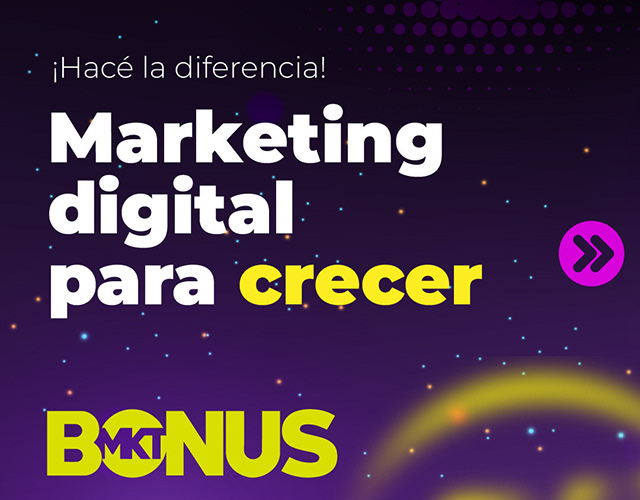 ¡Hacé la diferencia!
Marketing
digital
para crecer
BONUS
MKT